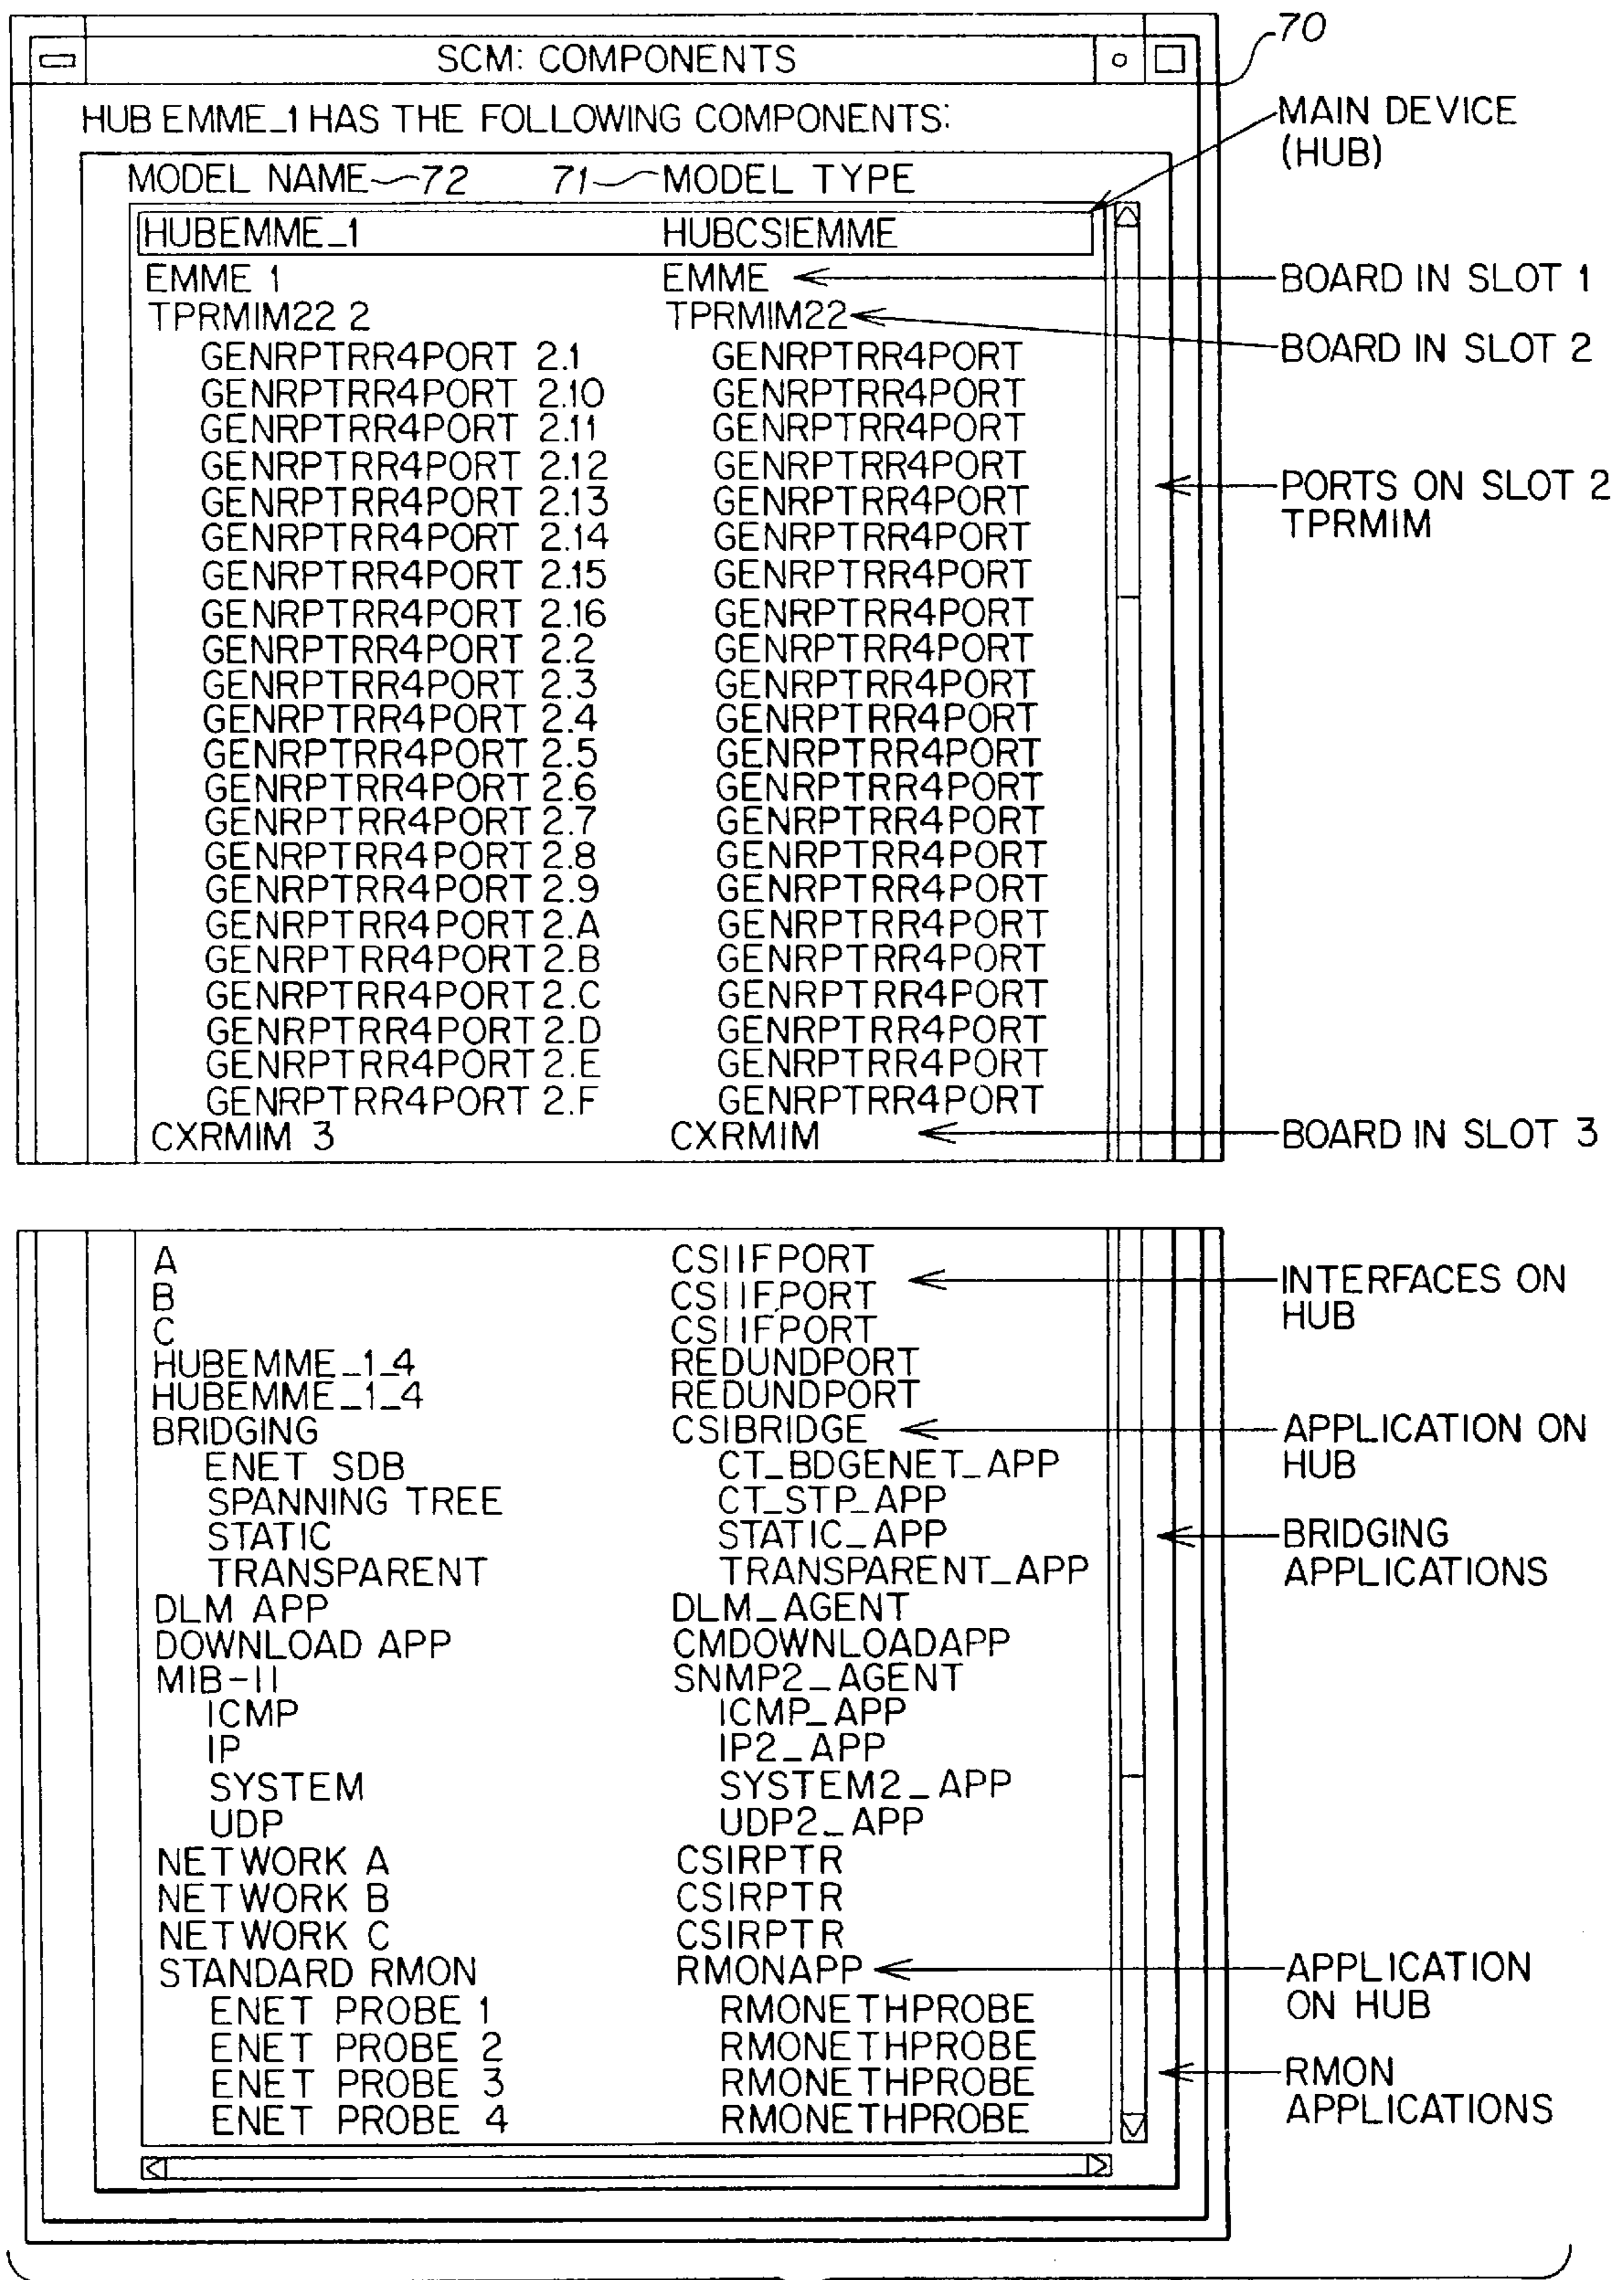 70
SCM: COMPONENTS
HUB EMME_1 HAS THE FOLLOWING COMPONENTS:
MAIN DEVICE
(HUB)
MODEL NAME 72 71 MODEL TYPE
HUBEMME_1 HUBCSIEMME
EMME 1 EMME BOARD IN SLOT 1
TPRMIM22 2 TPRMIM22 BOARD IN SLOT 2
GENRPTRR4PORT 2.1 GENRPTRR4PORT
GENRPTRR4PORT 2.10 GENRPTRR4PORT
GENRPTRR4PORT 2.11 GENRPTRR4PORT
GENRPTRR4PORT 2.12 GENRPTRR4PORT
GENRPTRR4PORT 2.13 GENRPTRR4PORT PORTS ON SLOT 2
GENRPTRR4PORT 2.14 GENRPTRR4PORT TPRMIM
GENRPTRR4PORT 2.15 GENRPTRR4PORT
GENRPTRR4PORT 2.16 GENRPTRR4PORT
GENRPTRR4PORT 2.2 GENRPTRR4PORT
GENRPTRR4PORT 2.3 GENRPTRR4PORT
GENRPTRR4PORT 2.4 GENRPTRR4PORT
GENRPTRR4PORT 2.5 GENRPTRR4PORT
GENRPTRR4PORT 2.6 GENRPTRR4PORT
GENRPTRR4PORT 2.7 GENRPTRR4PORT
GENRPTRR4PORT 2.8 GENRPTRR4PORT
GENRPTRR4PORT 2.9 GENRPTRR4PORT
GENRPTRR4PORT 2.A GENRPTRR4PORT
GENRPTRR4PORT 2.B GENRPTRR4PORT
GENRPTRR4PORT 2.C GENRPTRR4PORT
GENRPTRR4PORT 2.D GENRPTRR4PORT
GENRPTRR4PORT 2.E GENRPTRR4PORT
GENRPTRR4PORT 2.F GENRPTRR4PORT
CXRMIM 3 CXRMIM BOARD IN SLOT 3
A CSIIFPORT INTERFACES ON
B CSIIFPORT HUB
C CSIIFPORT
HUBEMME_1_4 REDUNDPORT
HUBEMME_1_4 REDUNDPORT
BRIDGING CSIBRIDGE APPLICATION ON
ENET SDB CT_BDGENET_APP HUB
SPANNING TREE CT_STP_APP
STATIC STATIC_APP BRIDGING
TRANSPARENT TRANSPARENT_APP APPLICATIONS
DLM APP DLM_AGENT
DOWNLOAD APP CMDOWNLOADAPP
MIB-II SNMP2_AGENT
ICMP ICMP_APP
IP IP2_APP
SYSTEM SYSTEM2_APP
UDP UDP2_APP
NETWORK A CSIRPTR
NETWORK B CSIRPTR
NETWORK C CSIRPTR
STANDARD RMON RMONAPP APPLICATION
ENET PROBE 1 RMONETHPROBE ON HUB
ENET PROBE 2 RMONETHPROBE
ENET PROBE 3 RMONETHPROBE RMON
ENET PROBE 4 RMONETHPROBE APPLICATIONS